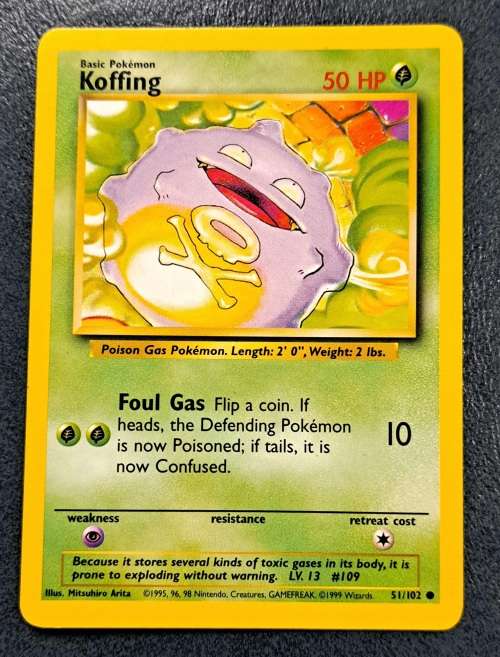 Basic Pokémon
Koffing
50 HP
Poison Gas Pokémon. Length: 2' 0", Weight: 2 lbs.
Foul Gas Flip a coin. If
heads, the Defending Pokémon
is now Poisoned; if tails, it is
now Confused.
10
weakness
resistance
retreat cost
Because it stores several kinds of toxic gases in its body, it is
prone to exploding without warning. LV. 13 #109
Illus. Mitsuhiro Arita ©1995, 96, 98 Nintendo, Creatures, GAMEFREAK. ©1999 Wizards. 51/102